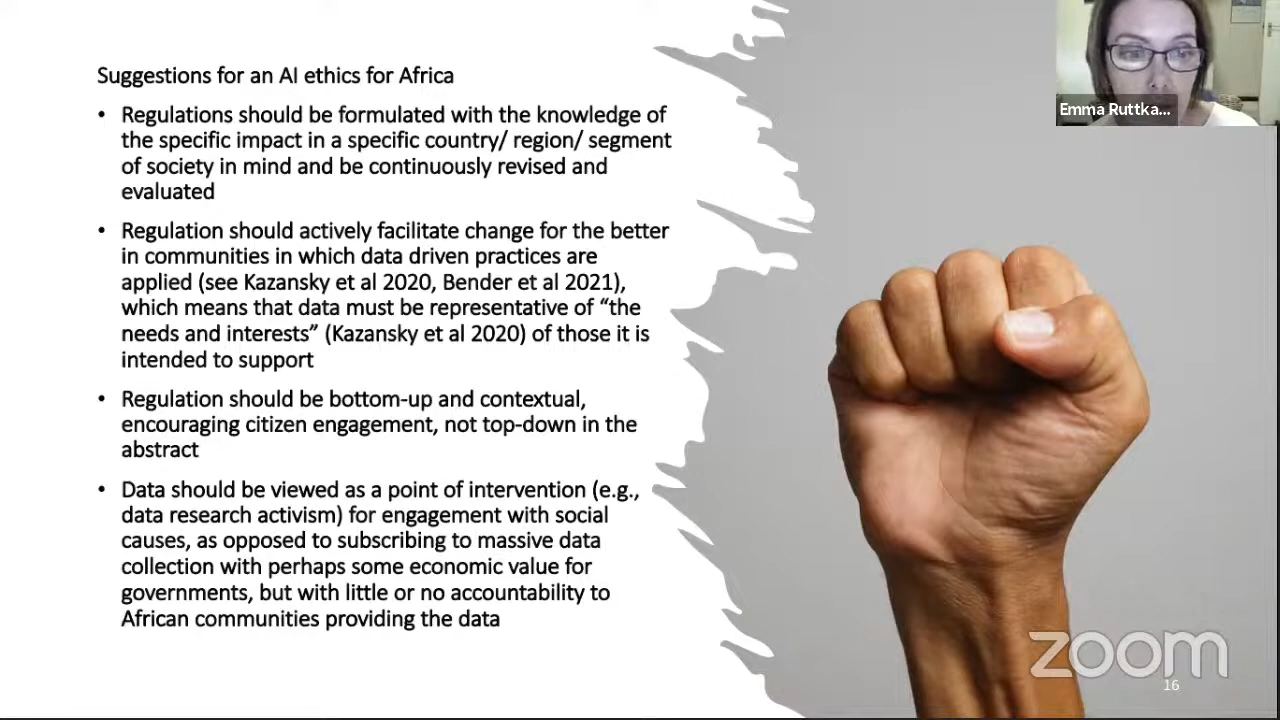 Suggestions for an AI ethics for Africa
• Regulations should be formulated with the knowledge of
the specific impact in a specific country/ region/ segment
of society in mind and be continuously revised and
evaluated
• Regulation should actively facilitate change for the better
in communities in which data driven practices are
applied (see Kazansky et al 2020, Bender et al 2021),
which means that data must be representative of “the
needs and interests” (Kazansky et al 2020) of those it is
intended to support
• Regulation should be bottom-up and contextual,
encouraging citizen engagement, not top-down in the
abstract
• Data should be viewed as a point of intervention (e.g.,
data research activism) for engagement with social
causes, as opposed to subscribing to massive data
collection with perhaps some economic value for
governments, but with little or no accountability to
African communities providing the data
Emma Ruttka...
zoom
16